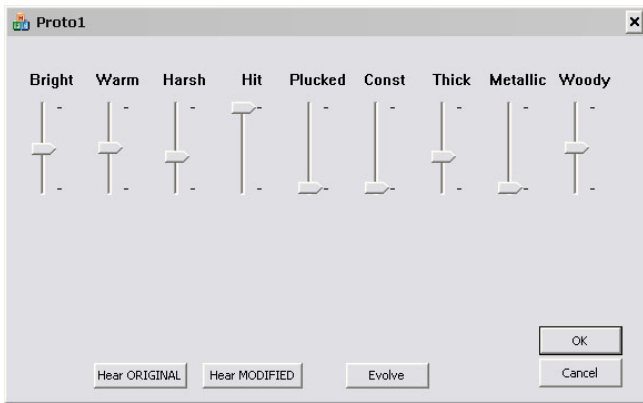 Proto1
Bright Warm Harsh Hit Plucked Const Thick Metallic Woody
OK
Hear ORIGINAL Hear MODIFIED Evolve Cancel